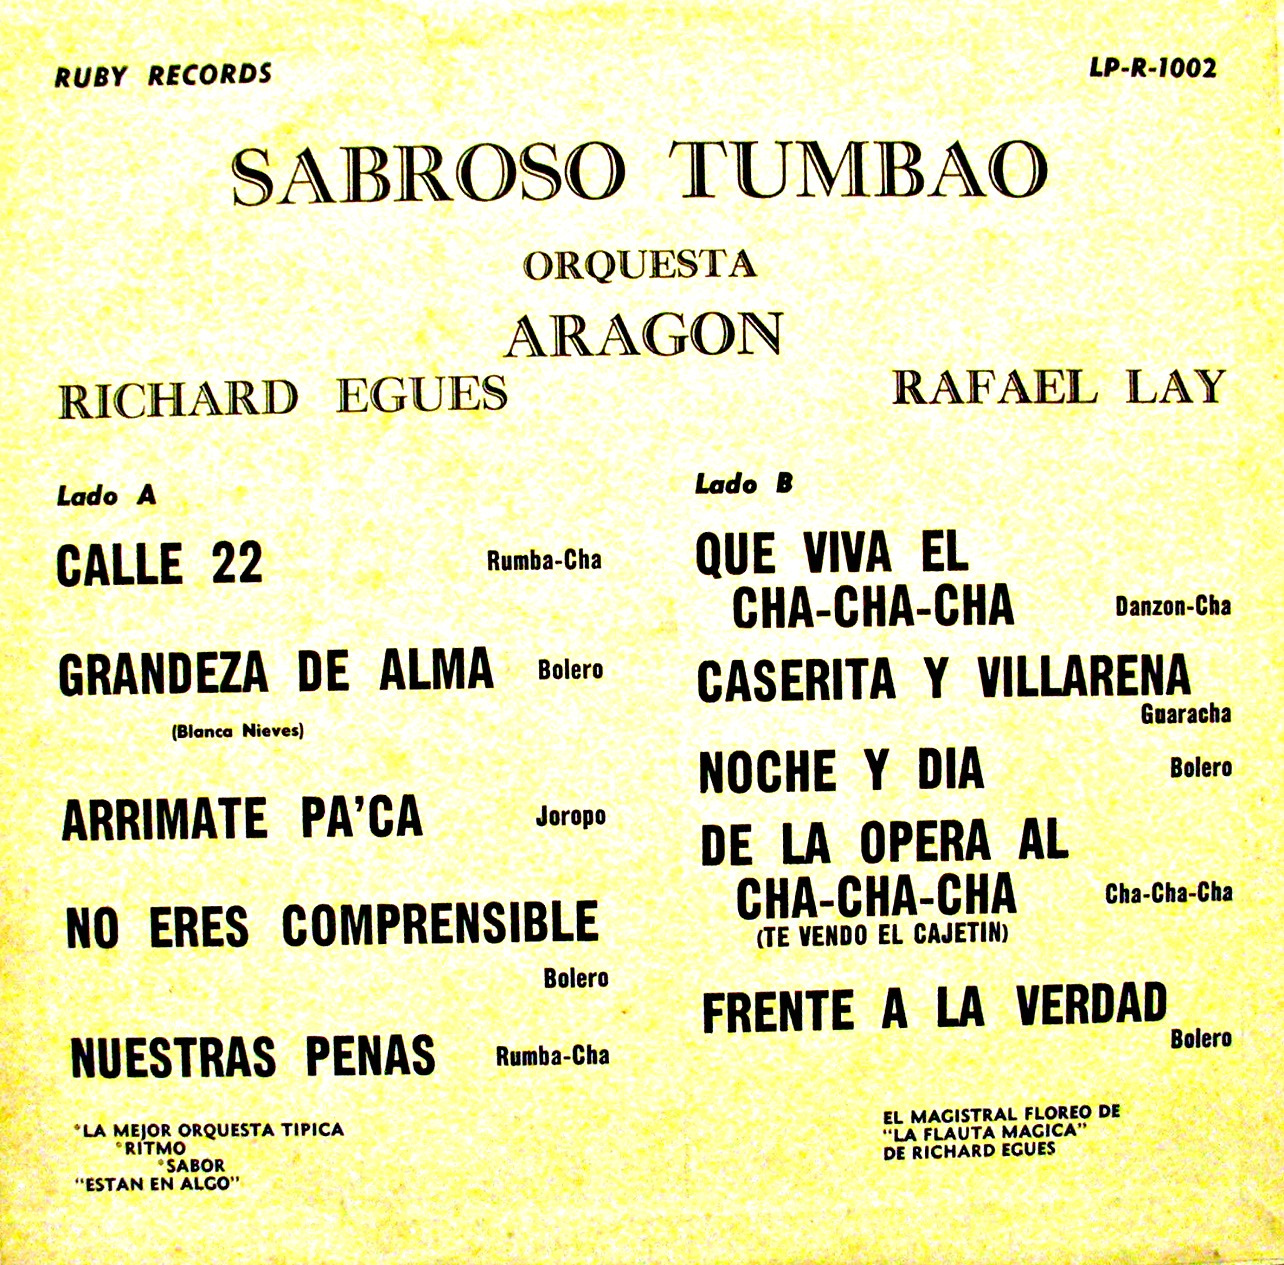 RUBY RECORDS
LP-R-1002
SABROSO TUMBAO
ORQUESTA
ARAGON
RICHARD EGUES
RAFAEL LAY
Lado A
CALLE 22 Rumba-Cha
GRANDEZA DE ALMA Bolero
(Blanca Nieves)
ARRIMATE PA'CA Joropo
NO ERES COMPRENSIBLE
Bolero
NUESTRAS PENAS Rumba-Cha
*LA MEJOR ORQUESTA TIPICA
*RITMO
*SABOR
"ESTAN EN ALGO"
Lado B
QUE VIVA EL
CHA-CHA-CHA Danzon-Cha
CASERITA Y VILLARENA
Guaracha
NOCHE Y DIA Bolero
DE LA OPERA AL
CHA-CHA-CHA Cha-Cha-Cha
(TE VENDO EL CAJETIN)
FRENTE A LA VERDAD
Bolero
EL MAGISTRAL FLOREO DE
"LA FLAUTA MAGICA"
DE RICHARD EGUES